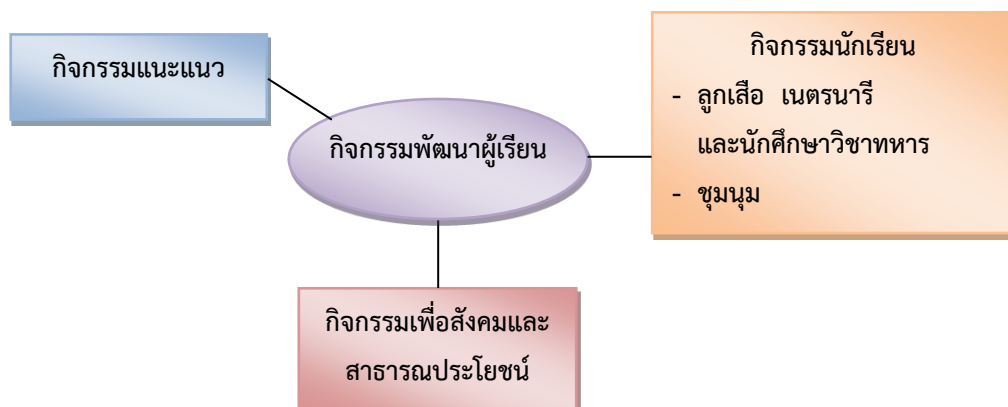 กิจกรรมแนะแนว
กิจกรรมพัฒนาผู้เรียน
กิจกรรมนักเรียน
- ลูกเสือ เนตรนารี
และนักศึกษาวิชาทหาร
- ชุมนุม
กิจกรรมเพื่อสังคมและ
สาธารณประโยชน์